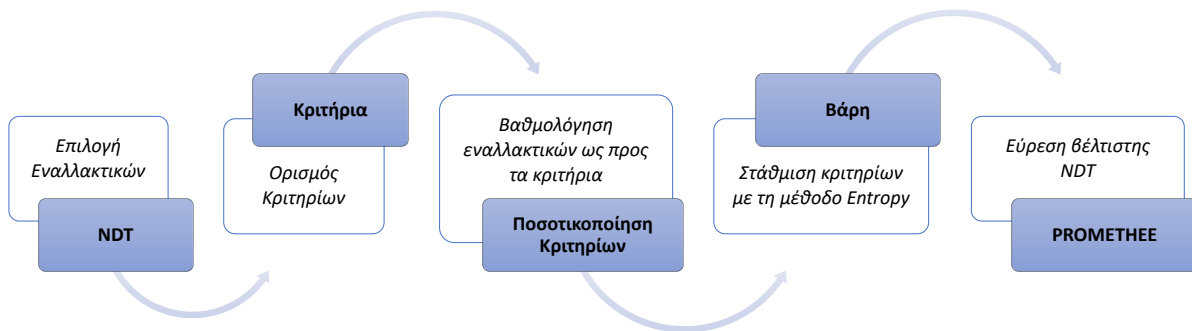 Επιλογή
Εναλλακτικών
NDT
Κριτήρια
Ορισμός
Κριτηρίων
Βαθμολόγηση
εναλλακτικών ως προς
τα κριτήρια
Ποσοτικοποίηση
Κριτηρίων
Βάρη
Στάθμιση κριτηρίων
με τη μέθοδο Entropy
Εύρεση βέλτιστης
NDT
PROMETHEE